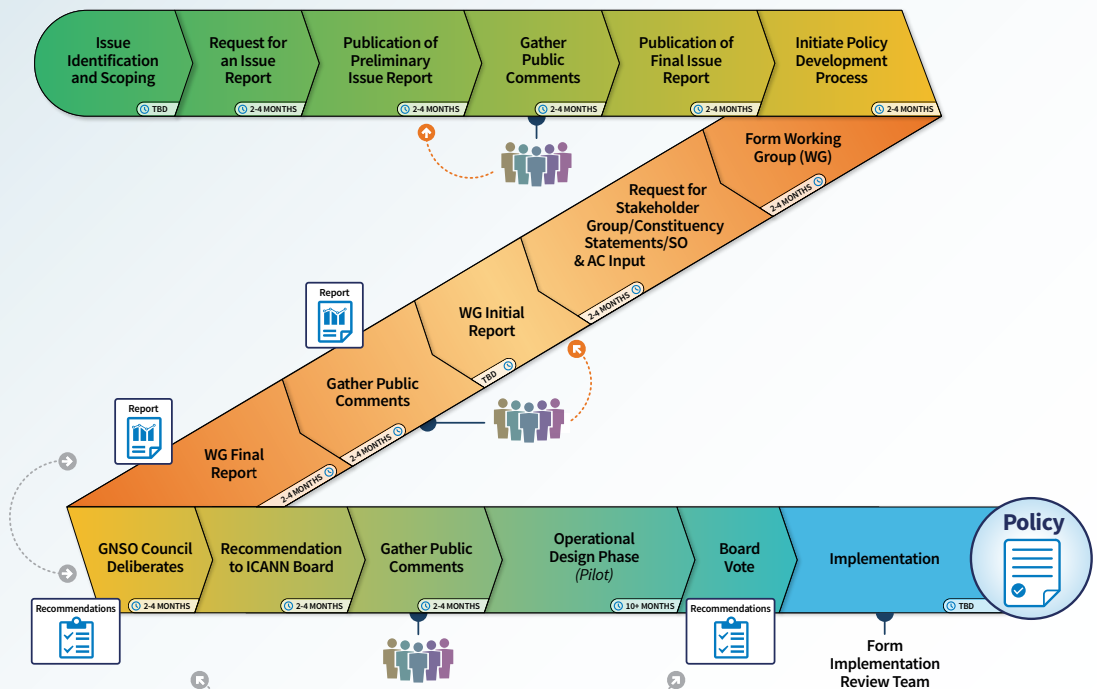 Issue
Identification
and Scoping
TBD
Request for
an Issue
Report
2-4 MONTHS
Publication of
Preliminary
Issue Report
2-4 MONTHS
Gather
Public
Comments
2-4 MONTHS
Publication of
Final Issue
Report
2-4 MONTHS
Initiate Policy
Development
Process
2-4 MONTHS
Form Working
Group (WG)
2-4 MONTHS
Request for
Stakeholder
Group/Constituency
Statements/SO
& AC Input
2-4 MONTHS
WG Initial
Report
TBD
Report
Gather Public
Comments
2-4 MONTHS
Report
WG Final
Report
2-4 MONTHS
GNSO Council
Deliberates
2-4 MONTHS
Recommendations
Recommendation
to ICANN Board
2-4 MONTHS
Gather Public
Comments
2-4 MONTHS
Operational
Design Phase
(Pilot)
10+ MONTHS
Board
Vote
Recommendations
Implementation
TBD
Policy
Form
Implementation
Review Team